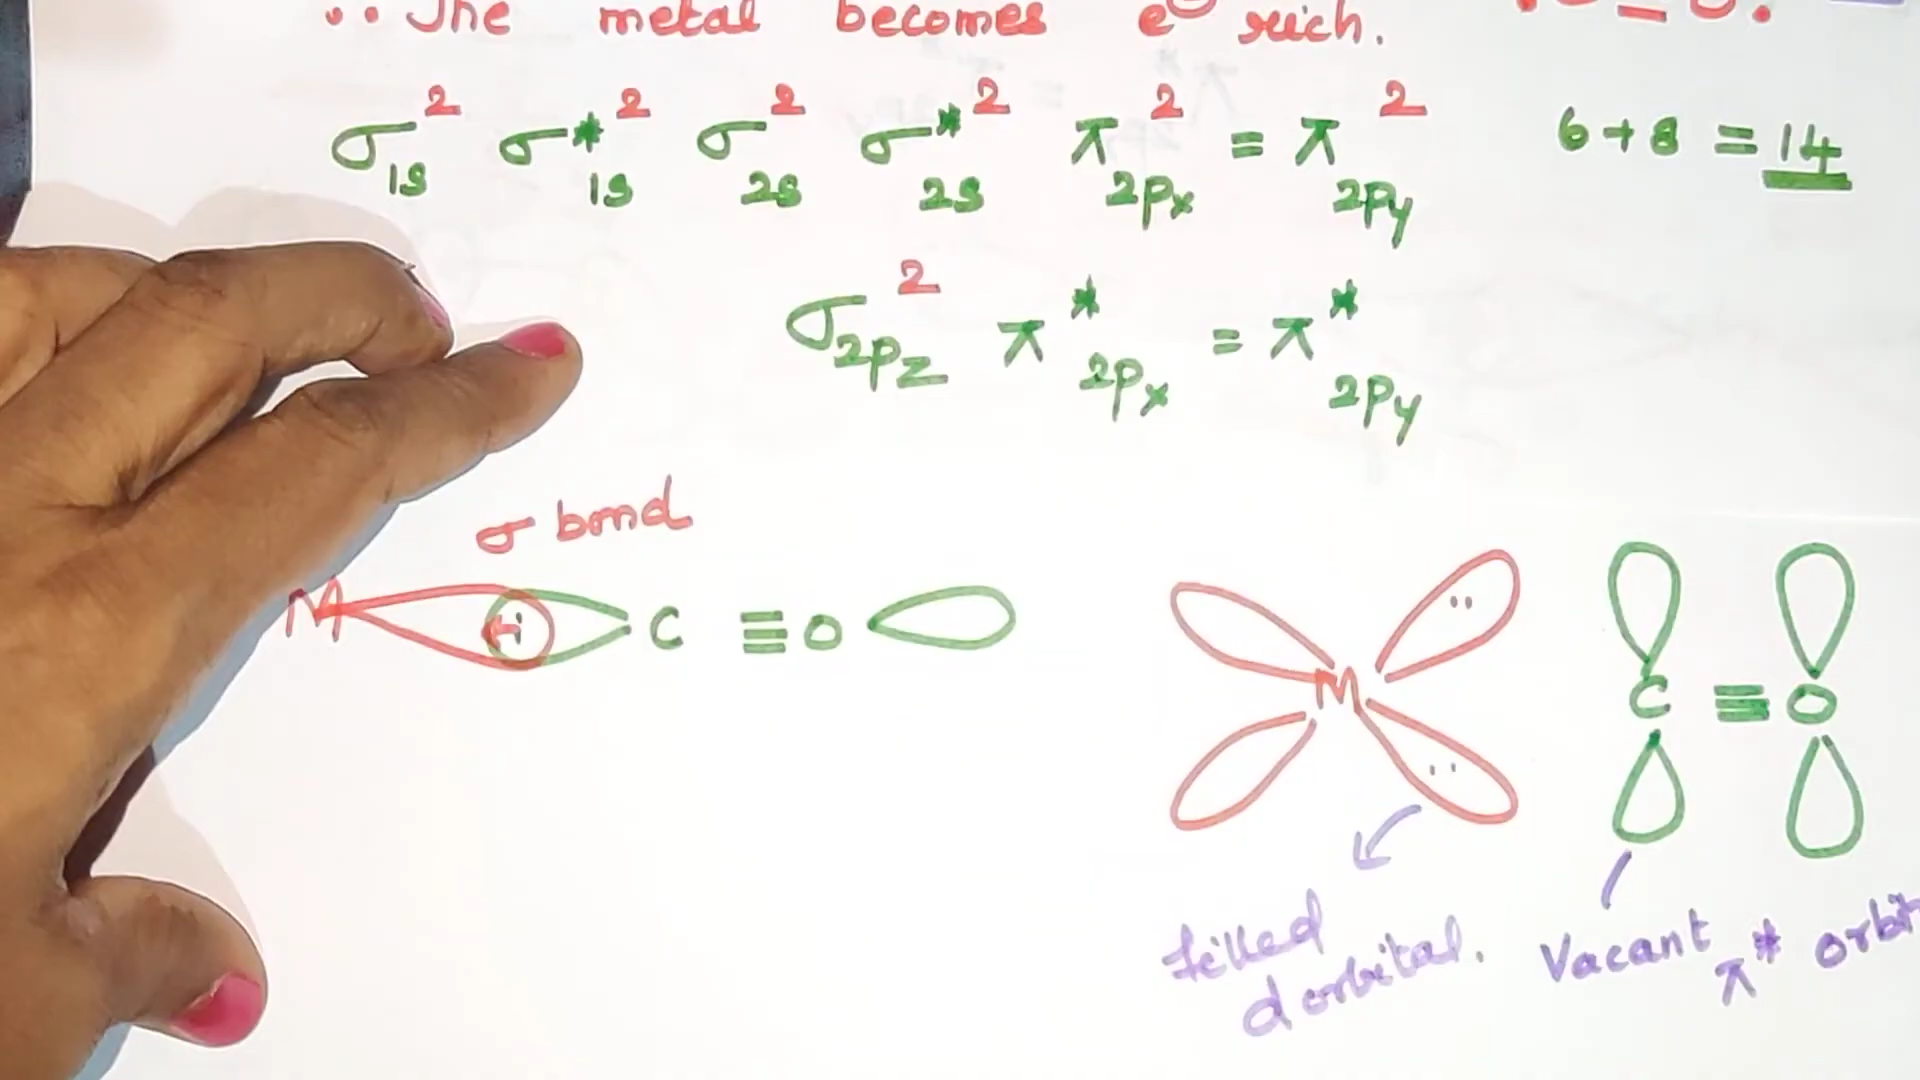 ∴ The metal becomes e⊖ rich.
σ1s² σ*1s² σ2s² σ*2s² π2px² = π2py² 6+8 = 14
σ2pz² π*2px = π*2py
σ bond
M C ≡ O
M C ≡ O
filled d orbital.
Vacant π* orbit